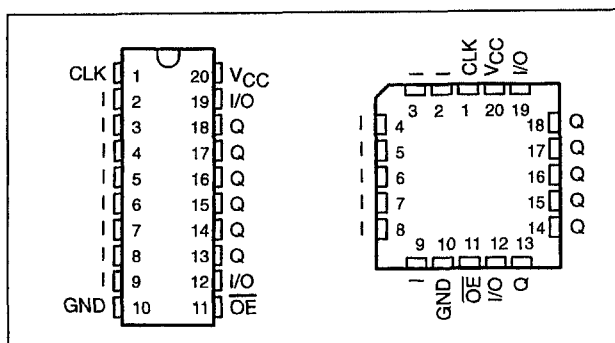 CLK 1 20 VCC
I 2 19 I/O
I 3 18 Q
I 4 17 Q
I 5 16 Q
I 6 15 Q
I 7 14 Q
I 8 13 Q
I 9 12 I/O
GND 10 11 OE
I I CLK VCC I/O
3 2 1 20 19
I 4 18 Q
I 5 17 Q
I 6 16 Q
I 7 15 Q
I 8 14 Q
9 10 11 12 13
I GND OE I/O Q